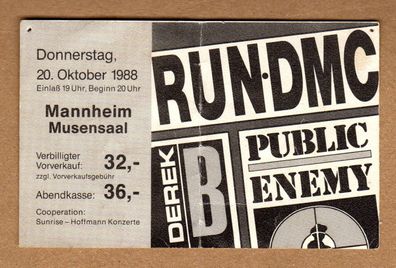 Donnerstag,
20. Oktober 1988
Einlaß 19 Uhr, Beginn 20 Uhr
Mannheim
Musensaal
Verbilligter
Vorverkauf: 32,-
zzgl. Vorverkaufsgebühr
Abendkasse: 36,-
Cooperation:
Sunrise – Hoffmann Konzerte
RUN·DMC
DEREK B
PUBLIC
ENEMY